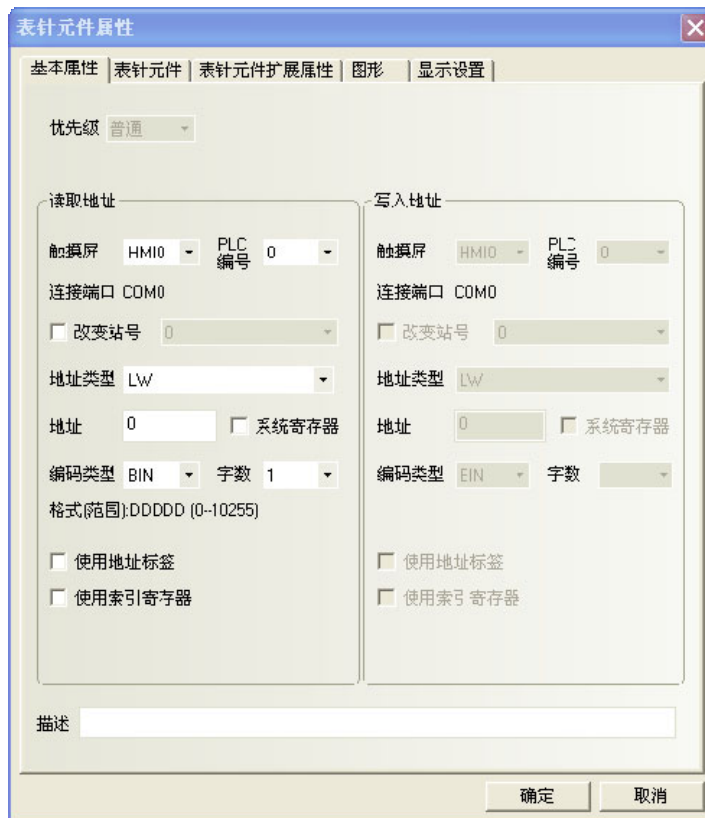 表针元件属性
基本属性 表针元件 表针元件扩展属性 图形 显示设置
优先级 普通
读取地址
触摸屏 HMI0 PLC编号 0
连接端口 COM0
改变站号 0
地址类型 LW
地址 0 系统寄存器
编码类型 BIN 字数 1
格式(范围):DDDDD (0~10255)
使用地址标签
使用索引寄存器
写入地址
触摸屏 HMI0 PLC编号 0
连接端口 COM0
改变站号 0
地址类型 LW
地址 0 系统寄存器
编码类型 BIN 字数
使用地址标签
使用索引寄存器
描述
确定 取消